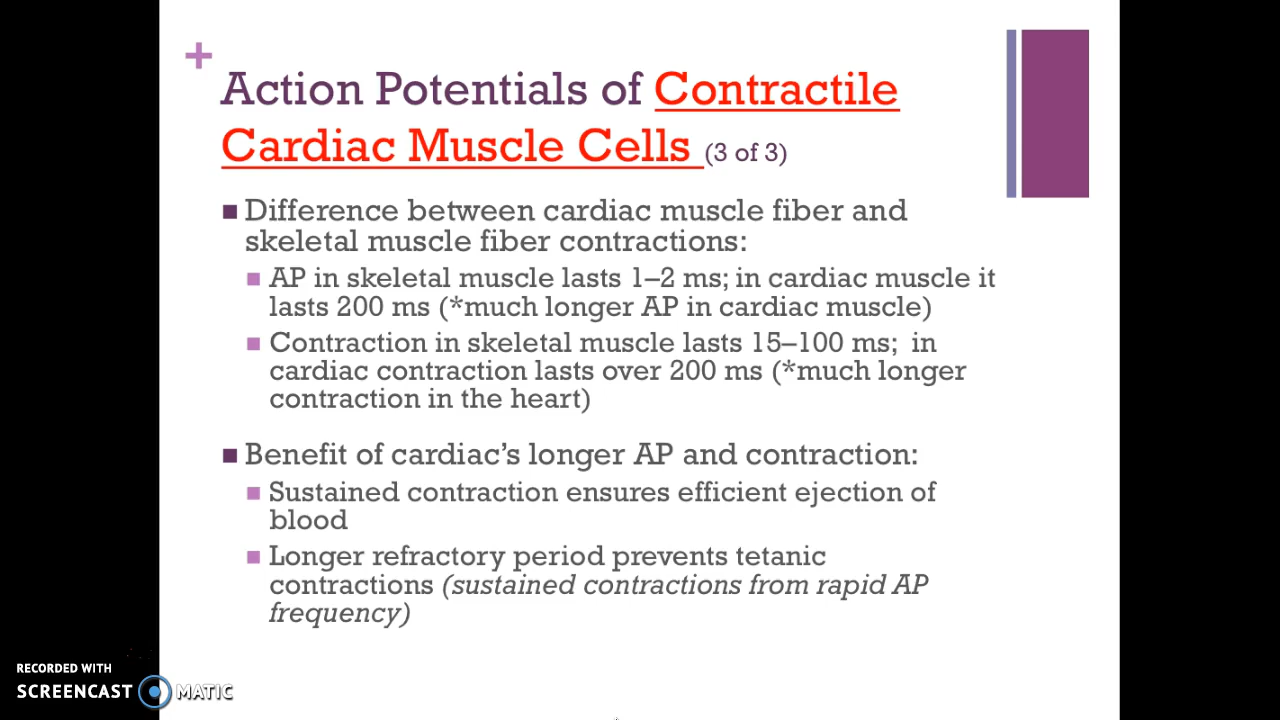 +
Action Potentials of Contractile
Cardiac Muscle Cells (3 of 3)
Difference between cardiac muscle fiber and
skeletal muscle fiber contractions:
AP in skeletal muscle lasts 1–2 ms; in cardiac muscle it
lasts 200 ms (*much longer AP in cardiac muscle)
Contraction in skeletal muscle lasts 15–100 ms; in
cardiac contraction lasts over 200 ms (*much longer
contraction in the heart)
Benefit of cardiac’s longer AP and contraction:
Sustained contraction ensures efficient ejection of
blood
Longer refractory period prevents tetanic
contractions (sustained contractions from rapid AP
frequency)
RECORDED WITH
SCREENCAST MATIC